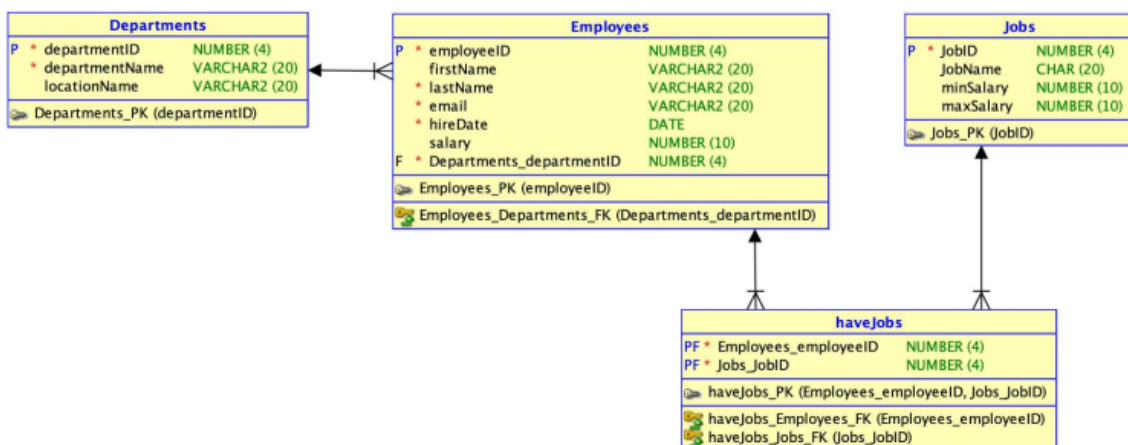 Departments
P * departmentID NUMBER (4)
* departmentName VARCHAR2 (20)
locationName VARCHAR2 (20)
Departments_PK (departmentID)
Employees
P * employeeID NUMBER (4)
firstName VARCHAR2 (20)
* lastName VARCHAR2 (20)
* email VARCHAR2 (20)
* hireDate DATE
salary NUMBER (10)
F * Departments_departmentID NUMBER (4)
Employees_PK (employeeID)
Employees_Departments_FK (Departments_departmentID)
Jobs
P * JobID NUMBER (4)
JobName CHAR (20)
minSalary NUMBER (10)
maxSalary NUMBER (10)
Jobs_PK (JobID)
haveJobs
PF * Employees_employeeID NUMBER (4)
PF * Jobs_JobID NUMBER (4)
haveJobs_PK (Employees_employeeID, Jobs_JobID)
haveJobs_Employees_FK (Employees_employeeID)
haveJobs_Jobs_FK (Jobs_JobID)